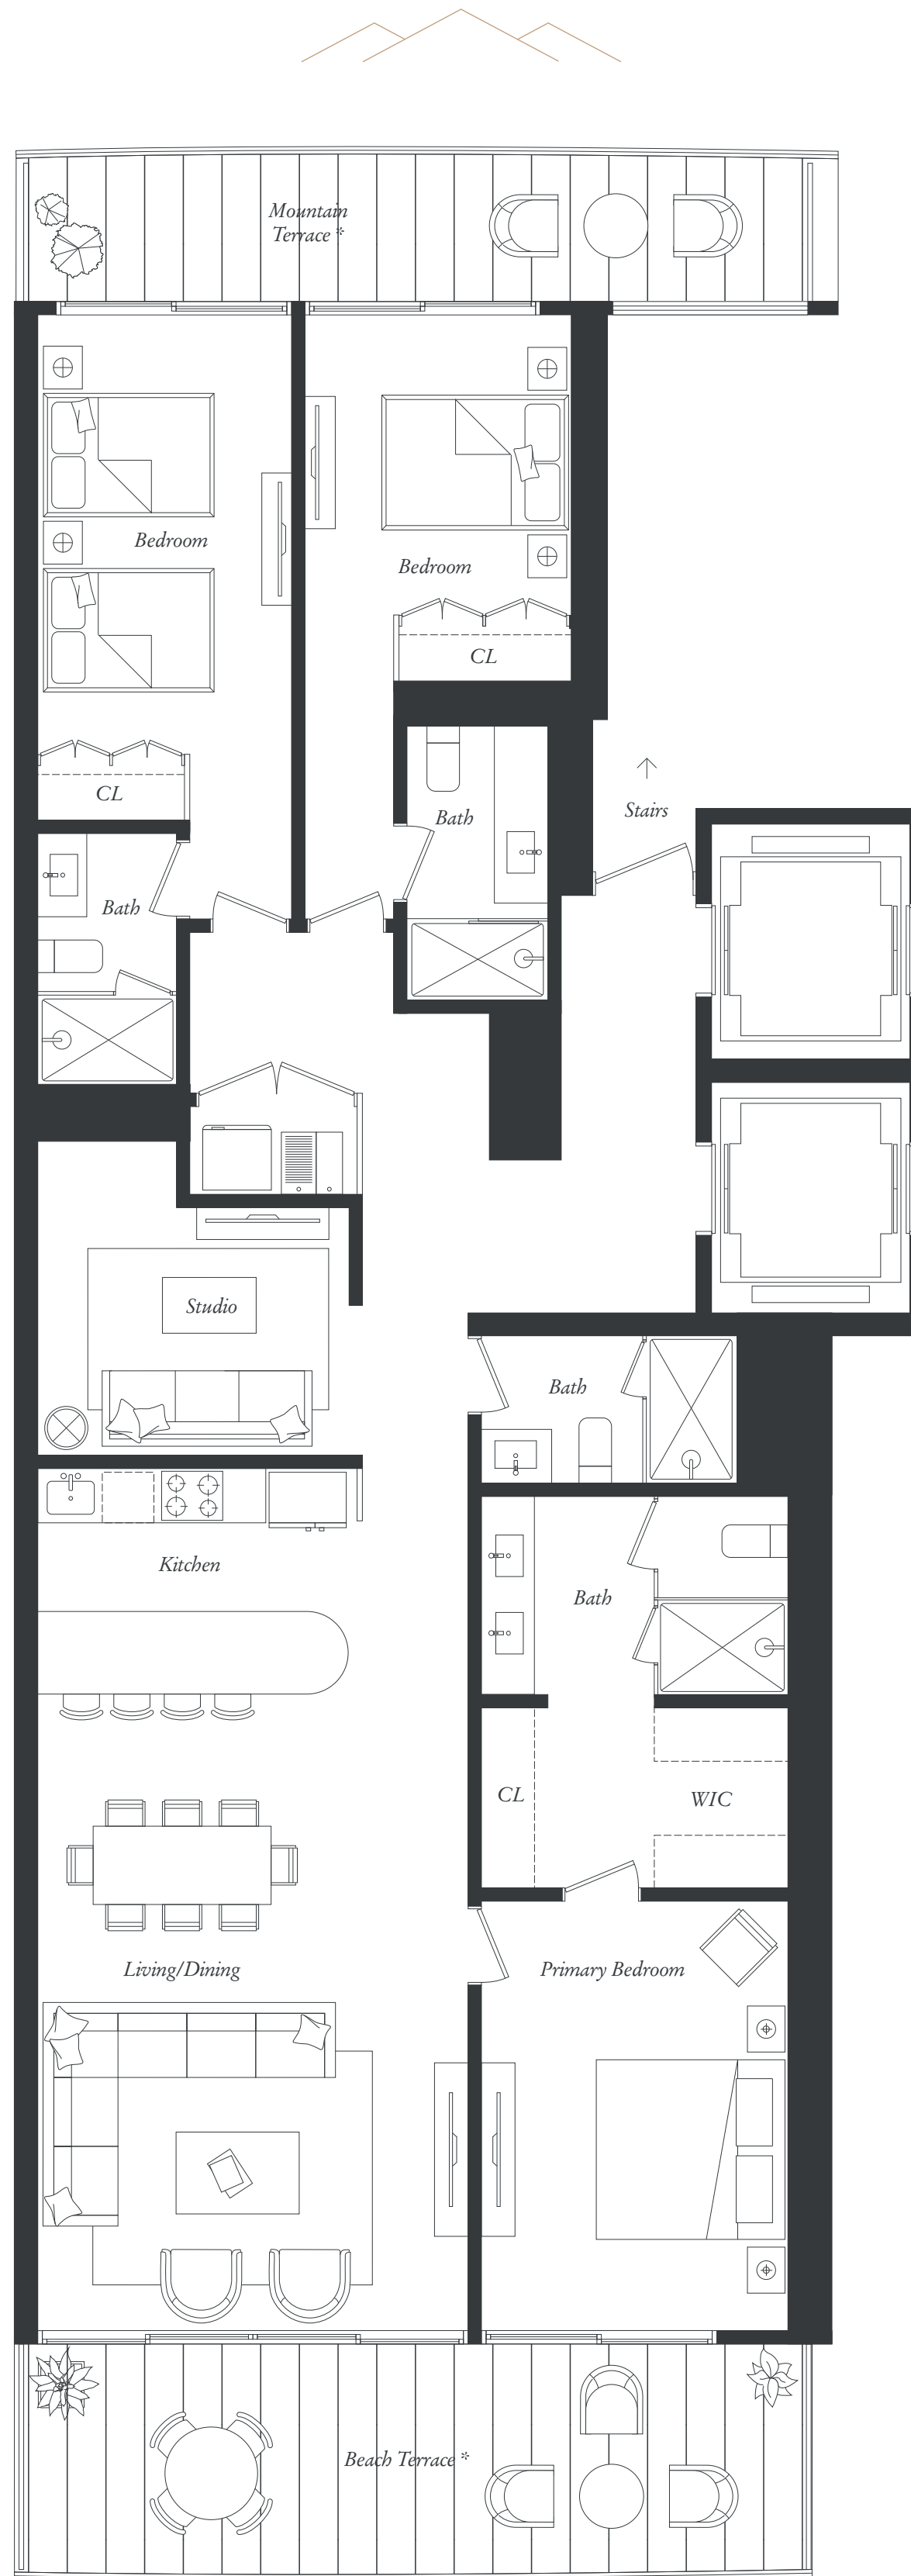 Mountain
Terrace *
Bedroom
Bedroom
CL
CL
Bath
Stairs
Bath
Studio
Bath
Kitchen
Bath
CL
WIC
Living/Dining
Primary Bedroom
Beach Terrace *